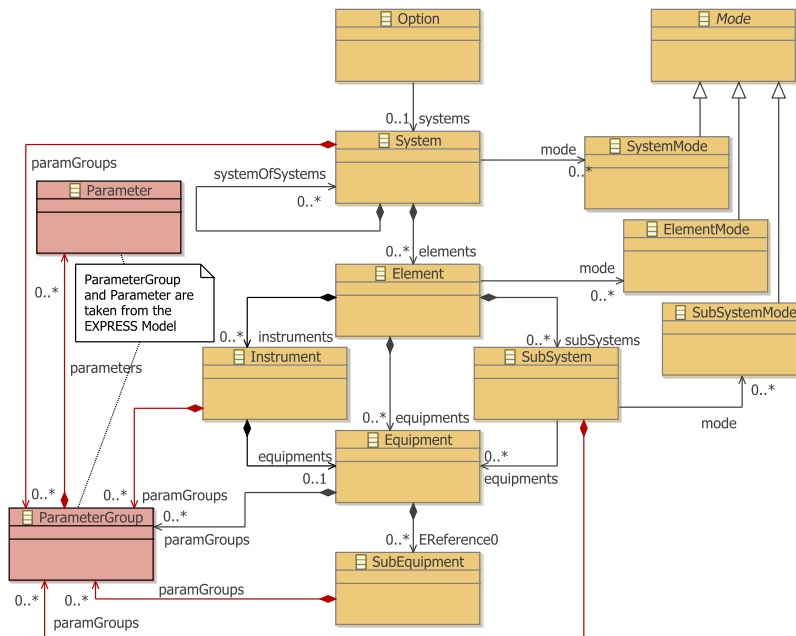 Option
Mode
0..1 systems
System
paramGroups
mode
0..*
SystemMode
systemOfSystems
0..*
Parameter
0..* elements
ElementMode
Element
mode
0..*
ParameterGroup
and Parameter are
taken from the
EXPRESS Model
0..*
SubSystemMode
0..* instruments
0..* subSystems
Instrument
SubSystem
parameters
0..*
mode
0..* equipments
Equipment
equipments
0..*
equipments
0..1
0..*
0..* paramGroups
0..*
paramGroups
ParameterGroup
0..* EReference0
SubEquipment
paramGroups
0..*
0..*
paramGroups